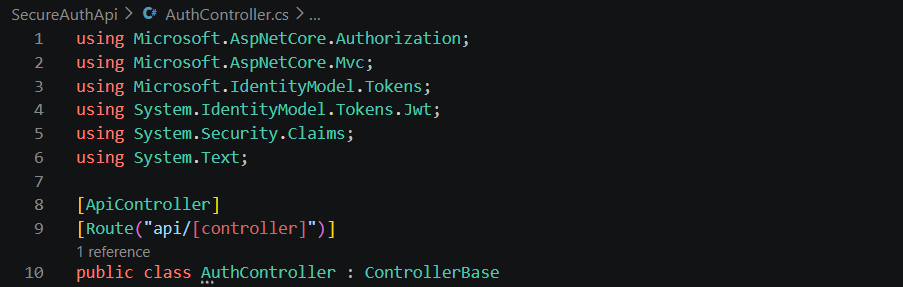 SecureAuthApi > C# AuthController.cs > ...
1 using Microsoft.AspNetCore.Authorization;
2 using Microsoft.AspNetCore.Mvc;
3 using Microsoft.IdentityModel.Tokens;
4 using System.IdentityModel.Tokens.Jwt;
5 using System.Security.Claims;
6 using System.Text;
7
8 [ApiController]
9 [Route("api/[controller]")]
1 reference
10 public class AuthController : ControllerBase